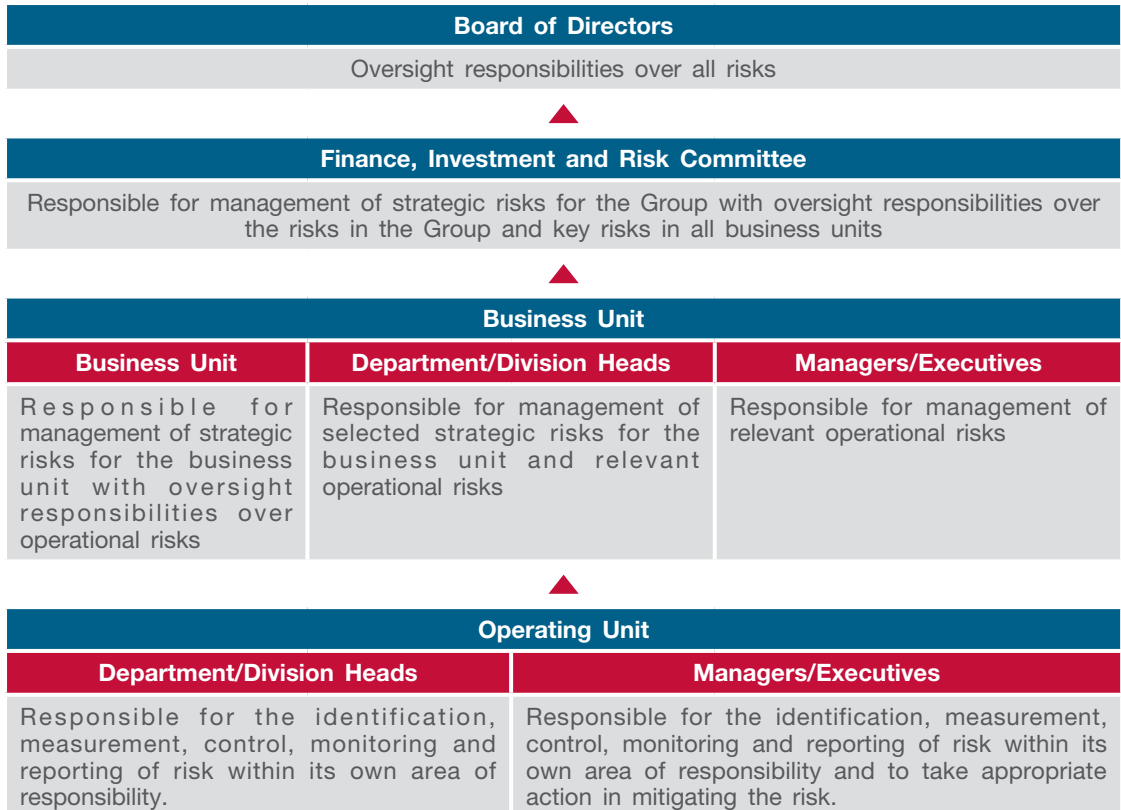 Board of Directors
Oversight responsibilities over all risks
Finance, Investment and Risk Committee
Responsible for management of strategic risks for the Group with oversight responsibilities over
the risks in the Group and key risks in all business units
Business Unit
Business Unit
Responsible for
management of strategic
risks for the business
unit with oversight
responsibilities over
operational risks
Department/Division Heads
Responsible for management of
selected strategic risks for the
business unit and relevant
operational risks
Managers/Executives
Responsible for management of
relevant operational risks
Operating Unit
Department/Division Heads
Responsible for the identification,
measurement, control, monitoring and
reporting of risk within its own area of
responsibility.
Managers/Executives
Responsible for the identification, measurement,
control, monitoring and reporting of risk within its
own area of responsibility and to take appropriate
action in mitigating the risk.